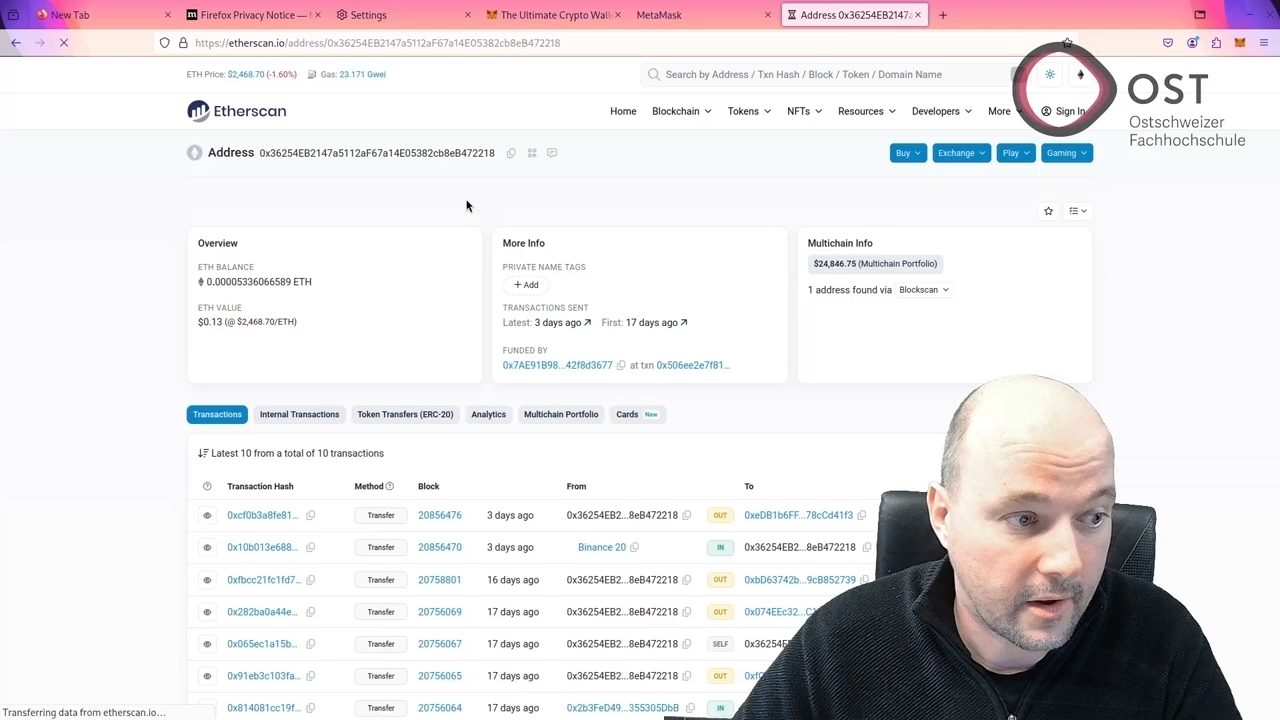 New Tab
Firefox Privacy Notice —
Settings
The Ultimate Crypto Wall
MetaMask
Address 0x36254EB2147a
https://etherscan.io/address/0x36254EB2147a5112aF67a14E05382cb8eB472218
ETH Price: $2,468.70 (-1.60%) Gas: 23.171 Gwei
Search by Address / Txn Hash / Block / Token / Domain Name
OST
Ostschweizer
Fachhochschule
Etherscan
Home Blockchain Tokens NFTs Resources Developers More Sign In
Address 0x36254EB2147a5112aF67a14E05382cb8eB472218
Buy Exchange Play Gaming
Overview
ETH BALANCE
0.00005336066589 ETH
ETH VALUE
$0.13 (@ $2,468.70/ETH)
More Info
PRIVATE NAME TAGS
+ Add
TRANSACTIONS SENT
Latest: 3 days ago First: 17 days ago
FUNDED BY
0x7AE91B98...42f8d3677 at txn 0x506ee2e7f81...
Multichain Info
$24,846.75 (Multichain Portfolio)
1 address found via Blockscan
Transactions Internal Transactions Token Transfers (ERC-20) Analytics Multichain Portfolio Cards New
Latest 10 from a total of 10 transactions
Transaction Hash Method Block From To
0xcf0b3a8fe81... Transfer 20856476 3 days ago 0x36254EB2...8eB472218 OUT 0xeDB1b6FF...78cCd41f3
0x10b013e688... Transfer 20856470 3 days ago Binance 20 IN 0x36254EB2...8eB472218
0xfbcc21fc1fd7... Transfer 20758801 16 days ago 0x36254EB2...8eB472218 OUT 0xbD63742b...9cB852739
0x282ba0a44e... Transfer 20756069 17 days ago 0x36254EB2...8eB472218 OUT 0x074EEc32...
0x065ec1a15b... Transfer 20756067 17 days ago 0x36254EB2...8eB472218 SELF 0x36254E
0x91eb3c103fa... Transfer 20756065 17 days ago 0x36254EB2...8eB472218 OUT
0x814081cc19f... Transfer 20756064 17 days ago 0x2b3FeD49...355305DbB IN
Transferring data from etherscan.io…